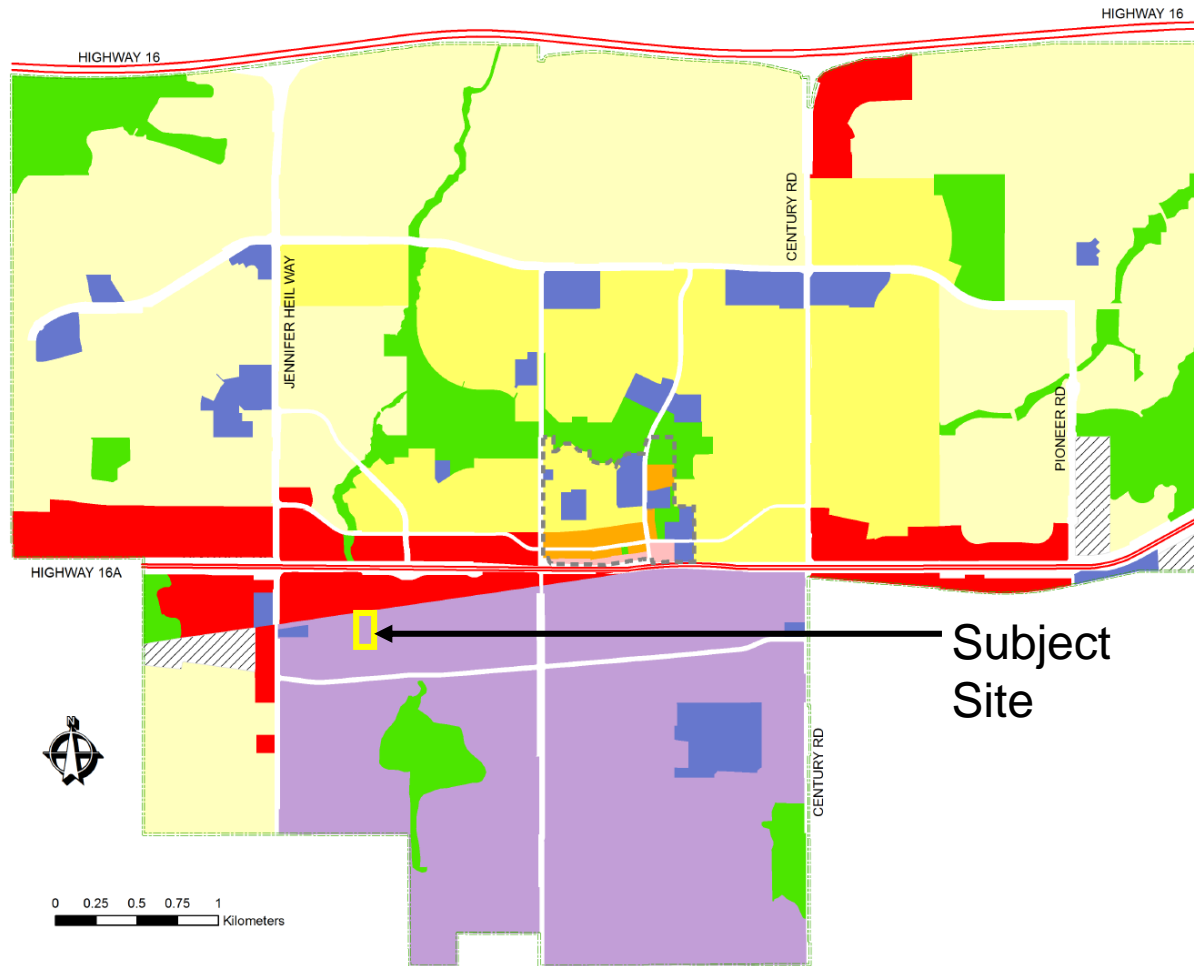 HIGHWAY 16
HIGHWAY 16
CENTURY RD
JENNIFER HEIL WAY
PIONEER RD
HIGHWAY 16A
Subject
Site
N
CENTURY RD
0 0.25 0.5 0.75 1
Kilometers